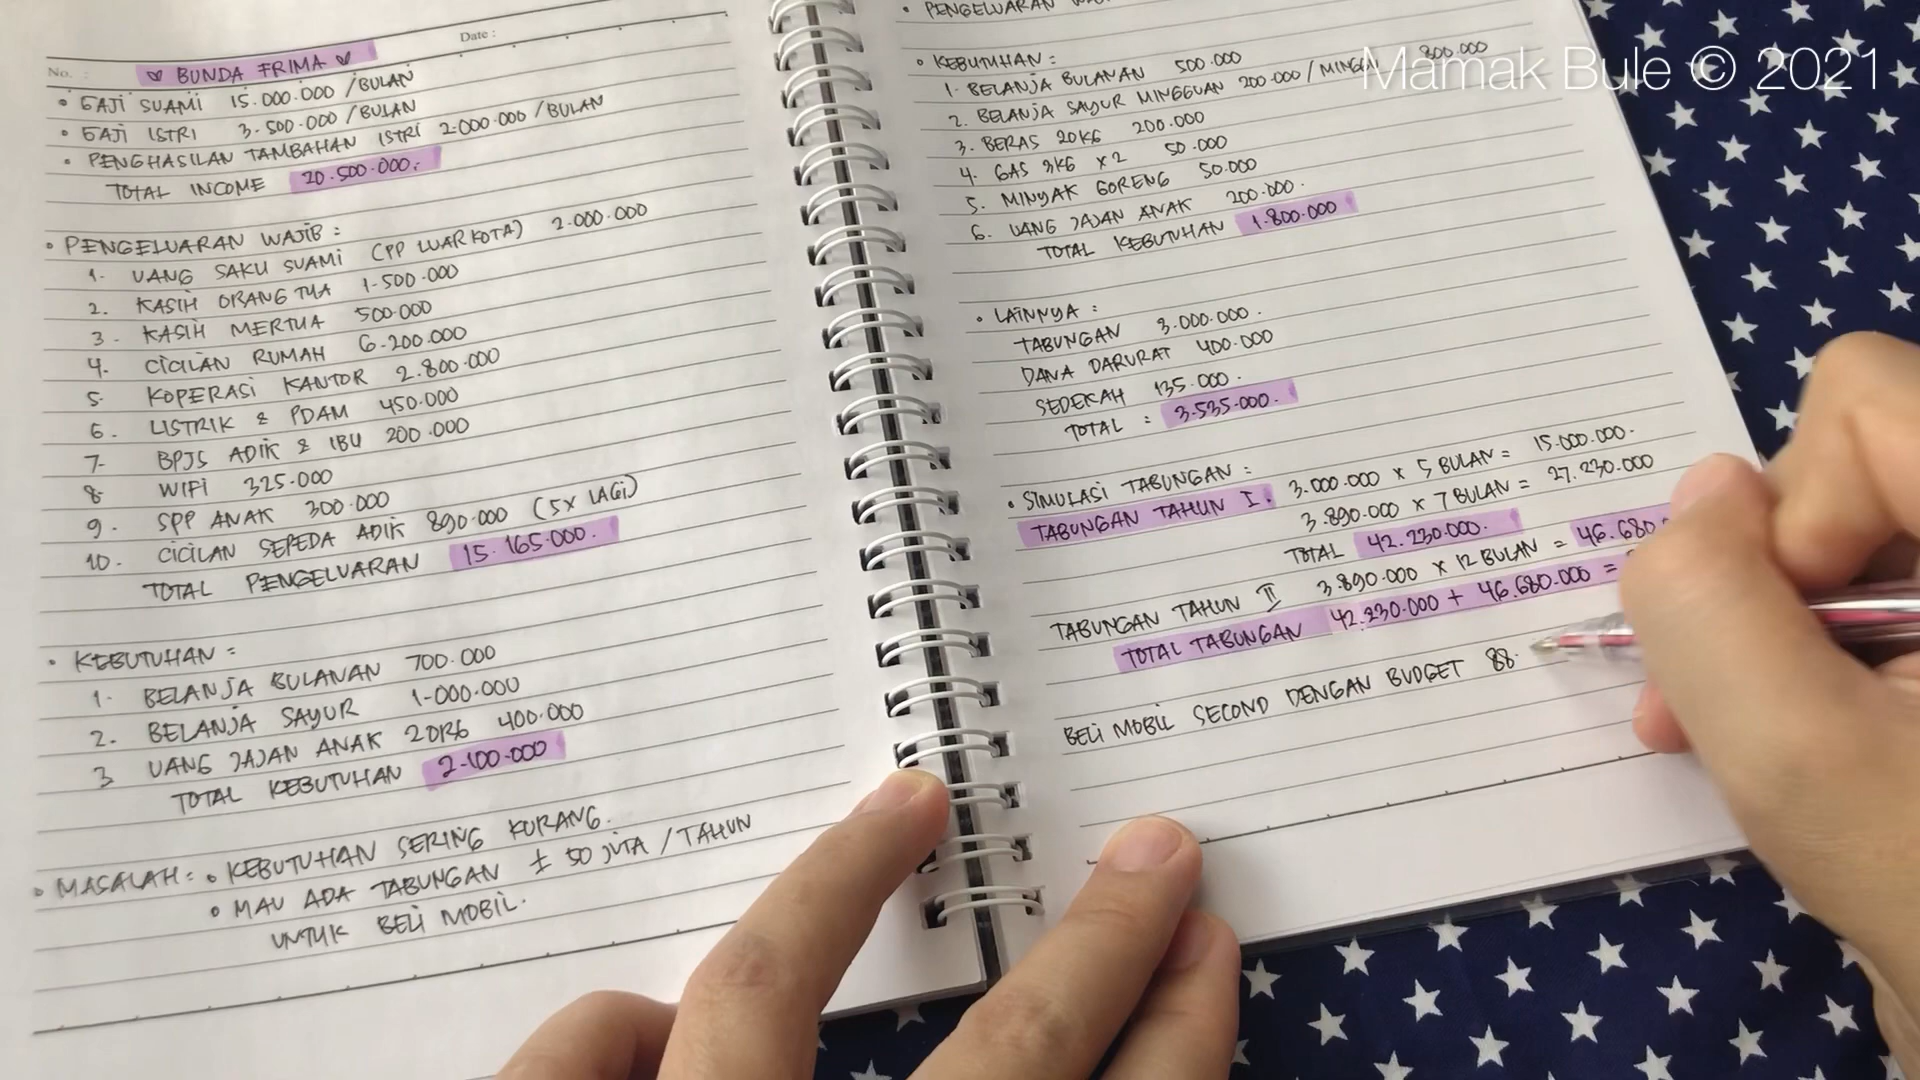 No. :
Date :
BUNDA FRIMA
• GAJI SUAMI 15.000.000 /BULAN
• GAJI ISTRI 3.500.000 /BULAN
• PENGHASILAN TAMBAHAN ISTRI 2.000.000 /BULAN
TOTAL INCOME 20.500.000.
• PENGELUARAN WAJIB :
1. UANG SAKU SUAMI (PP LUAR KOTA) 2.000.000
2. KASIH ORANG TUA 1.500.000
3. KASIH MERTUA 500.000
4. CICILAN RUMAH 6.200.000
5. KOPERASI KANTOR 2.800.000
6. LISTRIK & PDAM 450.000
7. BPJS ADIK & IBU 200.000
8. WIFI 325.000
9. SPP ANAK 300.000
10. CICILAN SEPEDA ADIK 890.000 (5X LAGI)
TOTAL PENGELUARAN 15.165.000.
• KEBUTUHAN :
1. BELANJA BULANAN 700.000
2. BELANJA SAYUR 1.000.000
3 UANG JAJAN ANAK 2ORG 400.000
TOTAL KEBUTUHAN 2.100.000
• MASALAH : • KEBUTUHAN SERING KURANG.
• MAU ADA TABUNGAN ± 50 JUTA / TAHUN
UNTUK BELI MOBIL.
• PENGELUARAN
• KEBUTUHAN :
1. BELANJA BULANAN 500.000
2. BELANJA SAYUR MINGGUAN 200.000 / MINGGU 800.000
3. BERAS 20KG 200.000
4. GAS 3KG X 2 50.000
5. MINYAK GORENG 50.000
6. UANG JAJAN ANAK 200.000.
TOTAL KEBUTUHAN 1.800.000
• LAINNYA :
TABUNGAN 3.000.000.
DANA DARURAT 400.000
SEDEKAH 135.000.
TOTAL : 3.535.000.
• SIMULASI TABUNGAN :
TABUNGAN TAHUN I. 3.000.000 X 5 BULAN = 15.000.000.
3.890.000 X 7 BULAN = 27.230.000
TOTAL 42.230.000.
TABUNGAN TAHUN II 3.890.000 X 12 BULAN = 46.680
TOTAL TABUNGAN 42.230.000 + 46.680.000 =
BELI MOBIL SECOND DENGAN BUDGET 88.
Mamak Bule © 2021